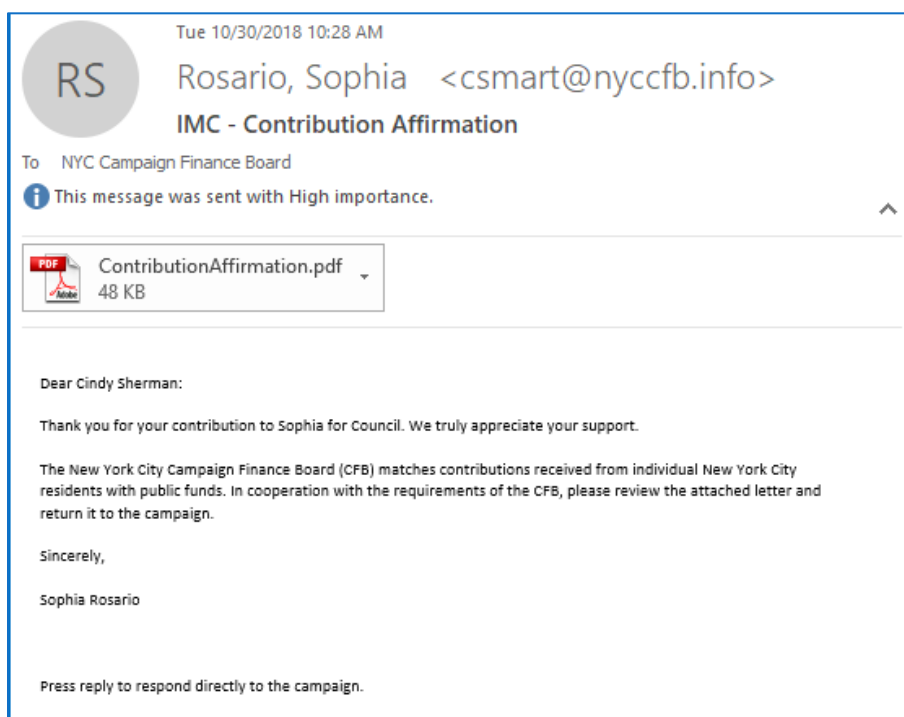 Tue 10/30/2018 10:28 AM
RS
Rosario, Sophia <csmart@nyccfb.info>
IMC - Contribution Affirmation
To NYC Campaign Finance Board
i This message was sent with High importance.
PDF
Adobe
ContributionAffirmation.pdf
48 KB
Dear Cindy Sherman:
Thank you for your contribution to Sophia for Council. We truly appreciate your support.
The New York City Campaign Finance Board (CFB) matches contributions received from individual New York City
residents with public funds. In cooperation with the requirements of the CFB, please review the attached letter and
return it to the campaign.
Sincerely,
Sophia Rosario
Press reply to respond directly to the campaign.